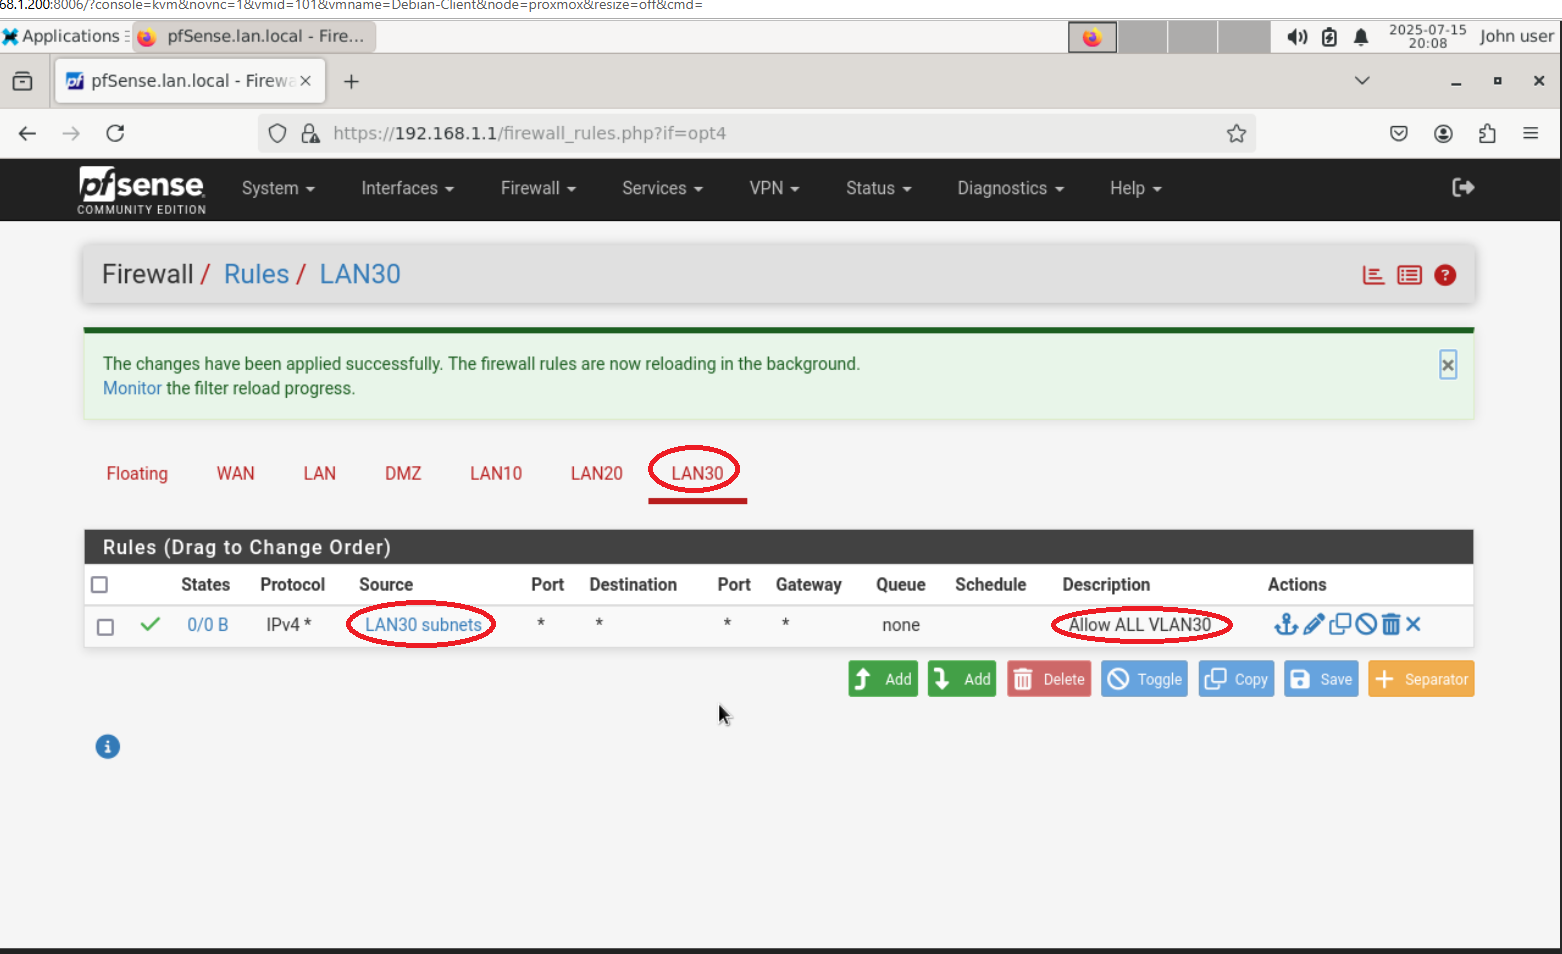 68.1.200:8006/?console=kvm&novnc=1&vmid=101&vmname=Debian-Client&node=proxmox&resize=off&cmd=
Applications pfSense.lan.local - Fire... 2025-07-15 John user
20:08
pfSense.lan.local - Firewa
https://192.168.1.1/firewall_rules.php?if=opt4
pfsense System Interfaces Firewall Services VPN Status Diagnostics Help
COMMUNITY EDITION
Firewall / Rules / LAN30
The changes have been applied successfully. The firewall rules are now reloading in the background.
Monitor the filter reload progress.
Floating WAN LAN DMZ LAN10 LAN20 LAN30
Rules (Drag to Change Order)
States Protocol Source Port Destination Port Gateway Queue Schedule Description Actions
0/0 B IPv4 * LAN30 subnets * * * * none Allow ALL VLAN30
Add Add Delete Toggle Copy Save Separator